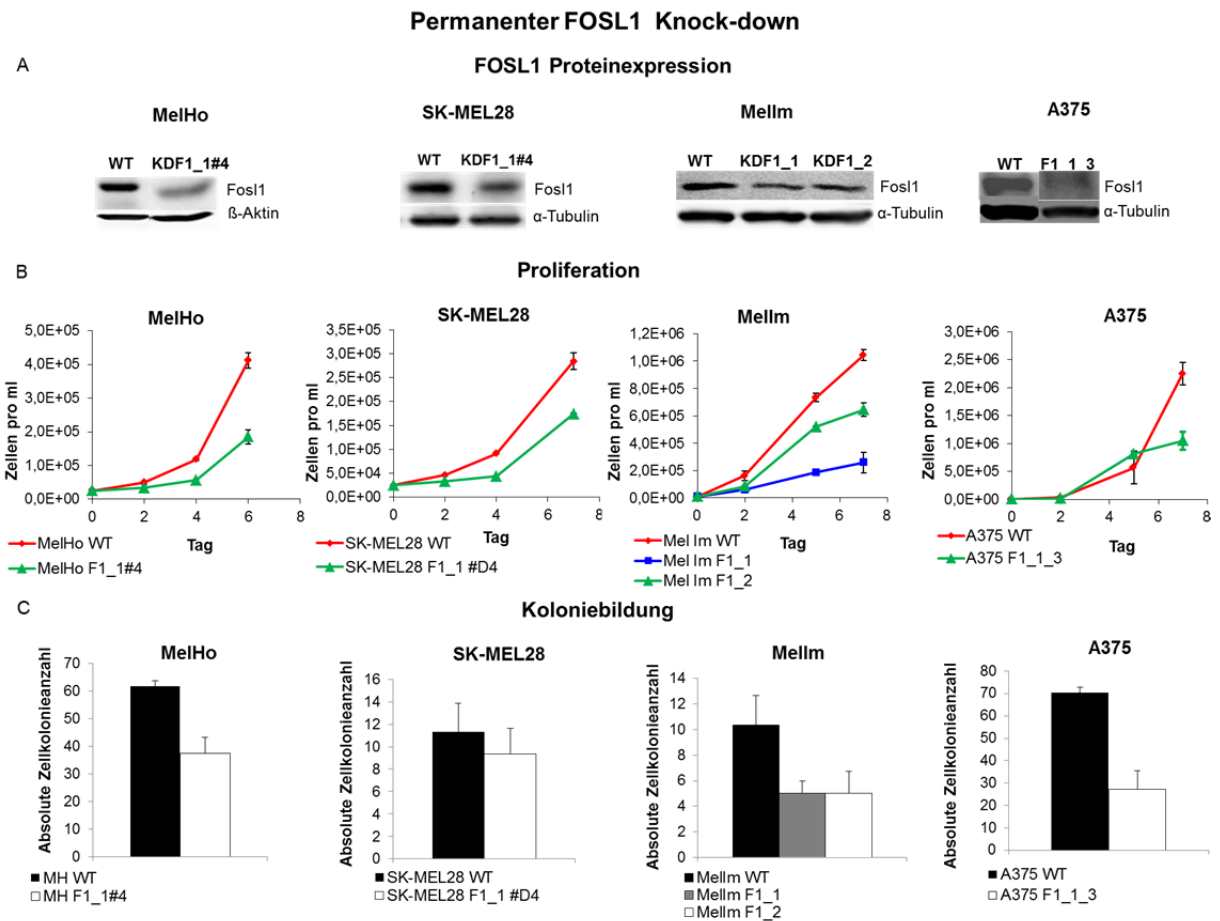 Permanenter FOSL1 Knock-down
A
FOSL1 Proteinexpression
MelHo
WT KDF1_1#4
Fosl1
ß-Aktin
SK-MEL28
WT KDF1_1#4
Fosl1
α-Tubulin
MelIm
WT KDF1_1 KDF1_2
Fosl1
α-Tubulin
A375
WT F1_1_3
Fosl1
α-Tubulin
B
Proliferation
MelHo
Zellen pro ml
5,0E+05
4,0E+05
3,0E+05
2,0E+05
1,0E+05
0,0E+00
0 2 4 6 8
Tag
MelHo WT
MelHo F1_1#4
SK-MEL28
Zellen pro ml
3,5E+05
3,0E+05
2,5E+05
2,0E+05
1,5E+05
1,0E+05
5,0E+04
0,0E+00
0 2 4 6 8
Tag
SK-MEL28 WT
SK-MEL28 F1_1 #D4
MelIm
Zellen pro ml
1,2E+06
1,0E+06
8,0E+05
6,0E+05
4,0E+05
2,0E+05
0,0E+00
0 2 4 6 8
Tag
Mel Im WT
Mel Im F1_1
Mel Im F1_2
A375
Zellen pro ml
3,0E+06
2,5E+06
2,0E+06
1,5E+06
1,0E+06
5,0E+05
0,0E+00
0 2 4 6 8
Tag
A375 WT
A375 F1_1_3
C
Koloniebildung
MelHo
Absolute Zellkolonieanzahl
70
60
50
40
30
20
10
0
MH WT
MH F1_1#4
SK-MEL28
Absolute Zellkolonieanzahl
16
14
12
10
8
6
4
2
0
SK-MEL28 WT
SK-MEL28 F1_1 #D4
MelIm
Absolute Zellkolonieanzahl
14
12
10
8
6
4
2
0
MelIm WT
MelIm F1_1
MelIm F1_2
A375
Absolute Zellkolonieanzahl
80
70
60
50
40
30
20
10
0
A375 WT
A375 F1_1_3